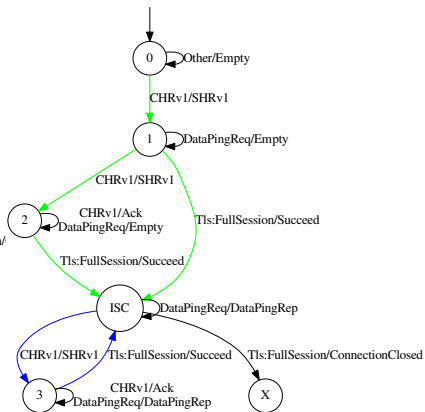 0
Other/Empty
CHRv1/SHRv1
1
DataPingReq/Empty
CHRv1/SHRv1
2
CHRv1/Ack
DataPingReq/Empty
Tls:FullSession/Succeed
Tls:FullSession/Succeed
ISC
DataPingReq/DataPingRep
CHRv1/SHRv1
Tls:FullSession/Succeed
Tls:FullSession/ConnectionClosed
3
CHRv1/Ack
DataPingReq/DataPingRep
X